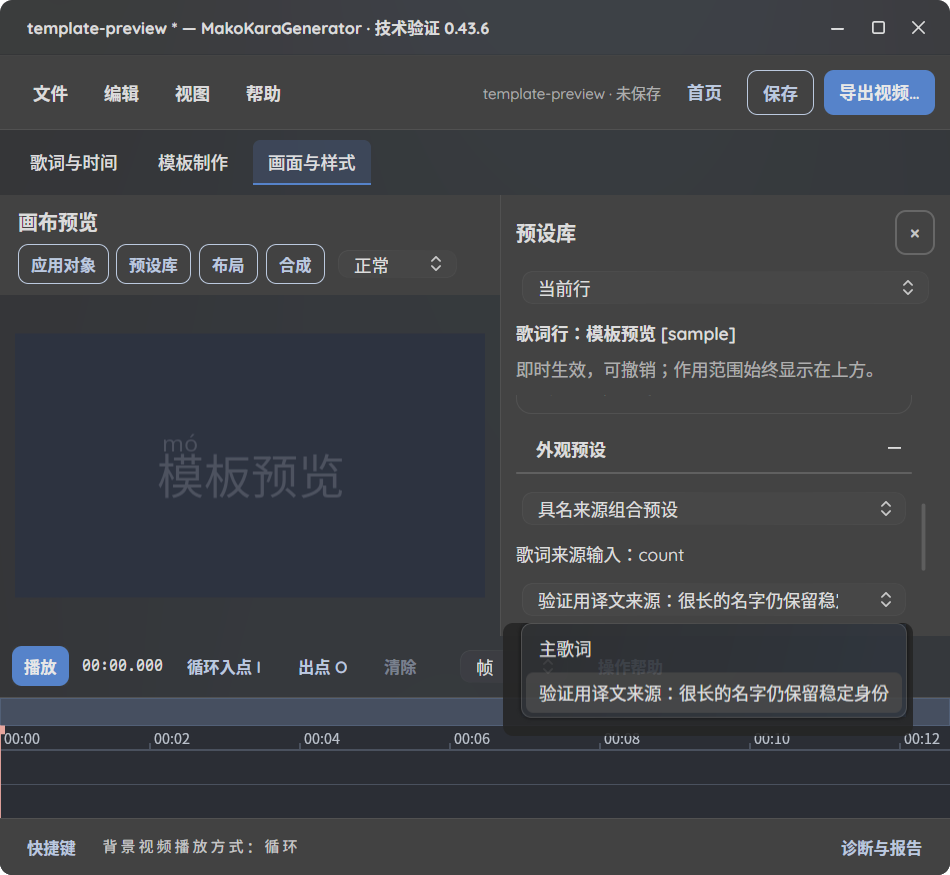 template-preview * — MakoKaraGenerator · 技术验证 0.43.6
文件 编辑 视图 帮助 template-preview · 未保存 首页 保存 导出视频…
歌词与时间 模板制作 画面与样式
画布预览
应用对象 预设库 布局 合成 正常
mó
模板预览
预设库 ×
当前行
歌词行：模板预览 [sample]
即时生效，可撤销；作用范围始终显示在上方。
外观预设
具名来源组合预设
歌词来源输入：count
验证用译文来源：很长的名字仍保留稳
主歌词
验证用译文来源：很长的名字仍保留稳定身份
播放 00:00.000 循环入点 I 出点 O 清除 帧 操作帮助
00:00 00:02 00:04 00:06 00:08 00:10 00:12
快捷键 背景视频播放方式：循环 诊断与报告